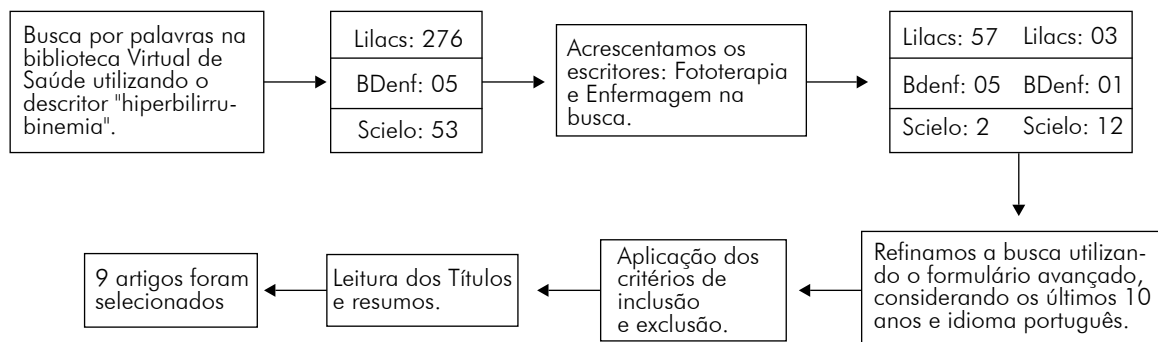 Busca por palavras na
biblioteca Virtual de
Saúde utilizando o
descritor "hiperbilirru-
binemia".
Lilacs: 276
BDenf: 05
Scielo: 53
Acrescentamos os
escritores: Fototerapia
e Enfermagem na
busca.
Lilacs: 57 Lilacs: 03
Bdenf: 05 BDenf: 01
Scielo: 2 Scielo: 12
Refinamos a busca utilizan-
do o formulário avançado,
considerando os últimos 10
anos e idioma português.
Aplicação dos
critérios de
inclusão
e exclusão.
Leitura dos Títulos
e resumos.
9 artigos foram
selecionados